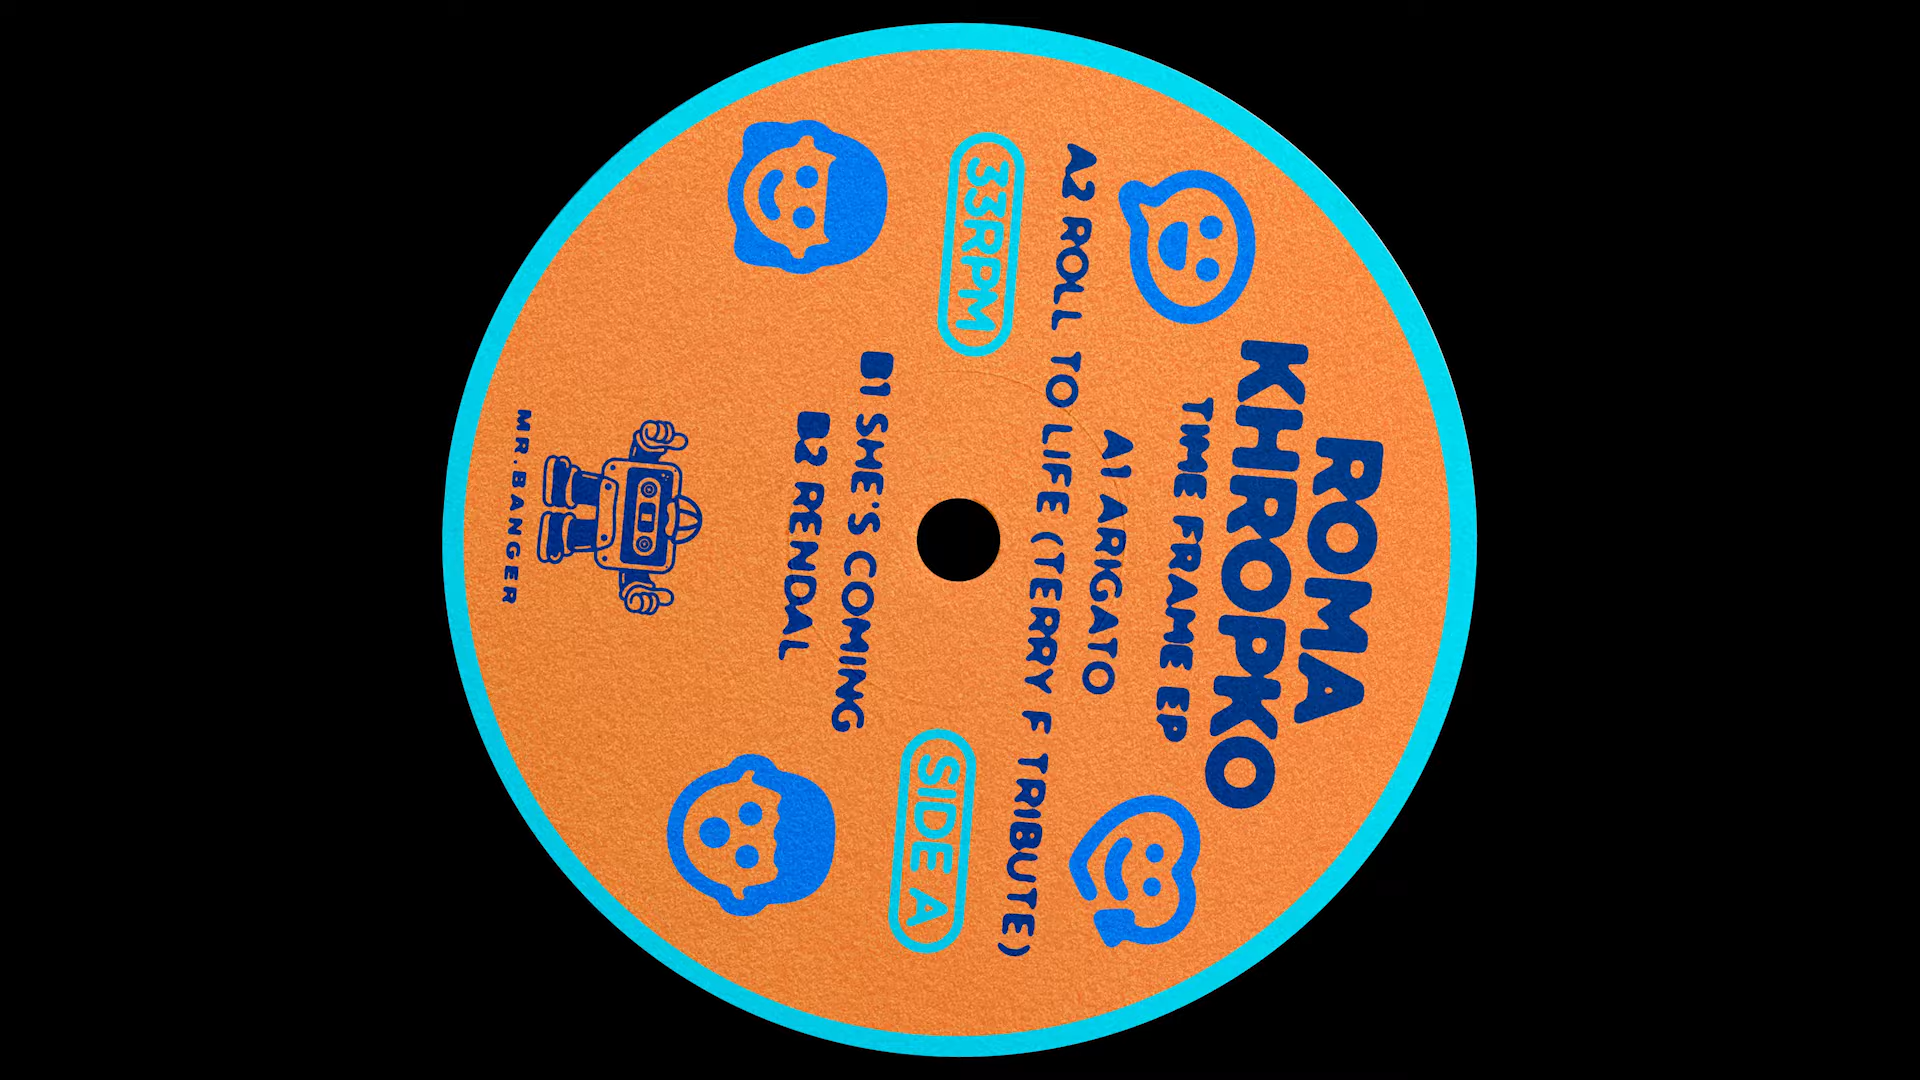 ROMA
KHROPKO
TIME FRAME EP
A1 ARIGATO
A2 ROLL TO LIFE (TERRY F TRIBUTE)
33RPM
SIDE A
B1 SHE'S COMING
B2 RENDAL
MR.BANGER